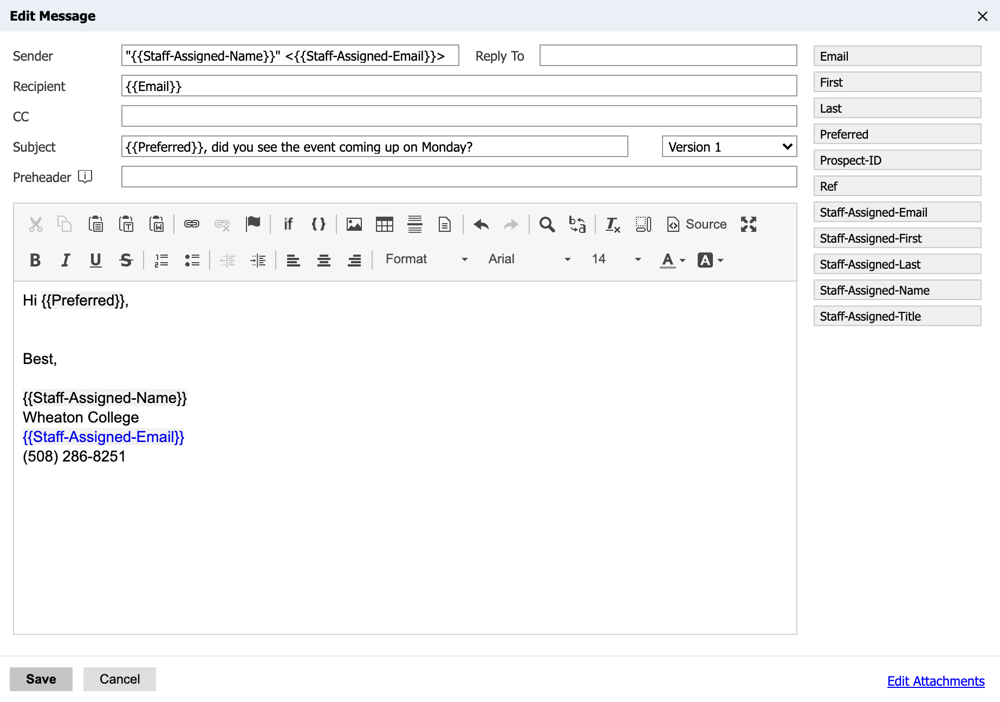 Edit Message
Sender "{{Staff-Assigned-Name}}" <{{Staff-Assigned-Email}}> Reply To
Recipient {{Email}}
CC
Subject {{Preferred}}, did you see the event coming up on Monday? Version 1
Preheader
if {} Source
B I U S Format Arial 14 A A
Hi {{Preferred}},
Best,
{{Staff-Assigned-Name}}
Wheaton College
{{Staff-Assigned-Email}}
(508) 286-8251
Email
First
Last
Preferred
Prospect-ID
Ref
Staff-Assigned-Email
Staff-Assigned-First
Staff-Assigned-Last
Staff-Assigned-Name
Staff-Assigned-Title
Save Cancel Edit Attachments